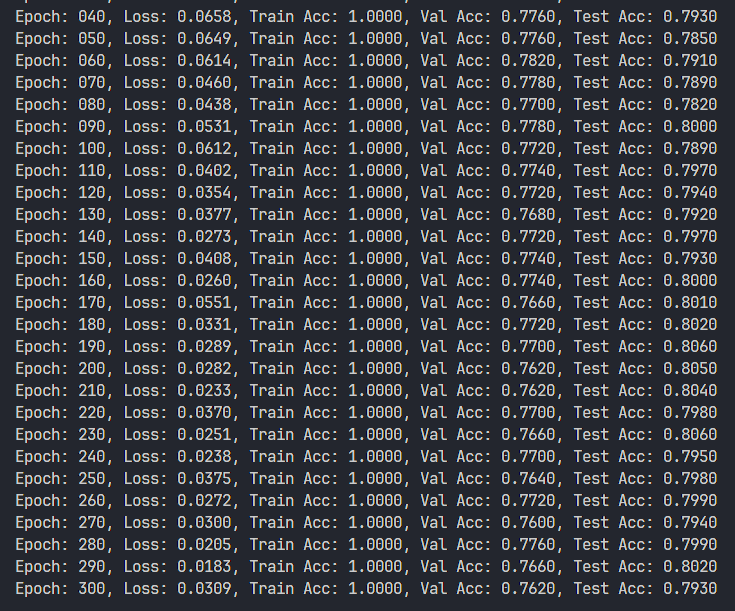 Epoch: 040, Loss: 0.0658, Train Acc: 1.0000, Val Acc: 0.7760, Test Acc: 0.7930
Epoch: 050, Loss: 0.0649, Train Acc: 1.0000, Val Acc: 0.7760, Test Acc: 0.7850
Epoch: 060, Loss: 0.0614, Train Acc: 1.0000, Val Acc: 0.7820, Test Acc: 0.7910
Epoch: 070, Loss: 0.0460, Train Acc: 1.0000, Val Acc: 0.7780, Test Acc: 0.7890
Epoch: 080, Loss: 0.0438, Train Acc: 1.0000, Val Acc: 0.7700, Test Acc: 0.7820
Epoch: 090, Loss: 0.0531, Train Acc: 1.0000, Val Acc: 0.7780, Test Acc: 0.8000
Epoch: 100, Loss: 0.0612, Train Acc: 1.0000, Val Acc: 0.7720, Test Acc: 0.7890
Epoch: 110, Loss: 0.0402, Train Acc: 1.0000, Val Acc: 0.7740, Test Acc: 0.7970
Epoch: 120, Loss: 0.0354, Train Acc: 1.0000, Val Acc: 0.7720, Test Acc: 0.7940
Epoch: 130, Loss: 0.0377, Train Acc: 1.0000, Val Acc: 0.7680, Test Acc: 0.7920
Epoch: 140, Loss: 0.0273, Train Acc: 1.0000, Val Acc: 0.7720, Test Acc: 0.7970
Epoch: 150, Loss: 0.0408, Train Acc: 1.0000, Val Acc: 0.7740, Test Acc: 0.7930
Epoch: 160, Loss: 0.0260, Train Acc: 1.0000, Val Acc: 0.7740, Test Acc: 0.8000
Epoch: 170, Loss: 0.0551, Train Acc: 1.0000, Val Acc: 0.7660, Test Acc: 0.8010
Epoch: 180, Loss: 0.0331, Train Acc: 1.0000, Val Acc: 0.7720, Test Acc: 0.8020
Epoch: 190, Loss: 0.0289, Train Acc: 1.0000, Val Acc: 0.7700, Test Acc: 0.8060
Epoch: 200, Loss: 0.0282, Train Acc: 1.0000, Val Acc: 0.7620, Test Acc: 0.8050
Epoch: 210, Loss: 0.0233, Train Acc: 1.0000, Val Acc: 0.7620, Test Acc: 0.8040
Epoch: 220, Loss: 0.0370, Train Acc: 1.0000, Val Acc: 0.7700, Test Acc: 0.7980
Epoch: 230, Loss: 0.0251, Train Acc: 1.0000, Val Acc: 0.7660, Test Acc: 0.8060
Epoch: 240, Loss: 0.0238, Train Acc: 1.0000, Val Acc: 0.7700, Test Acc: 0.7950
Epoch: 250, Loss: 0.0375, Train Acc: 1.0000, Val Acc: 0.7640, Test Acc: 0.7980
Epoch: 260, Loss: 0.0272, Train Acc: 1.0000, Val Acc: 0.7720, Test Acc: 0.7990
Epoch: 270, Loss: 0.0300, Train Acc: 1.0000, Val Acc: 0.7600, Test Acc: 0.7940
Epoch: 280, Loss: 0.0205, Train Acc: 1.0000, Val Acc: 0.7760, Test Acc: 0.7990
Epoch: 290, Loss: 0.0183, Train Acc: 1.0000, Val Acc: 0.7660, Test Acc: 0.8020
Epoch: 300, Loss: 0.0309, Train Acc: 1.0000, Val Acc: 0.7620, Test Acc: 0.7930